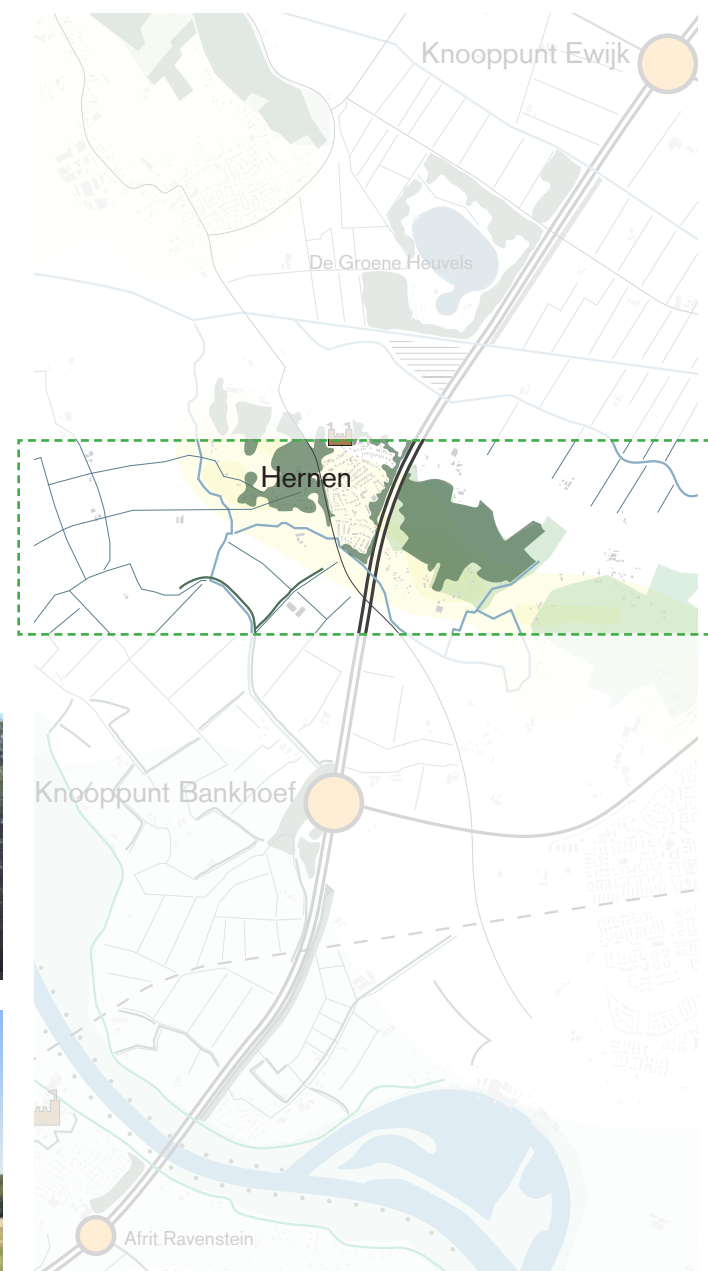 Knooppunt Ewijk
De Groene Heuvels
Hernen
Knooppunt Bankhoef
Afrit Ravenstein